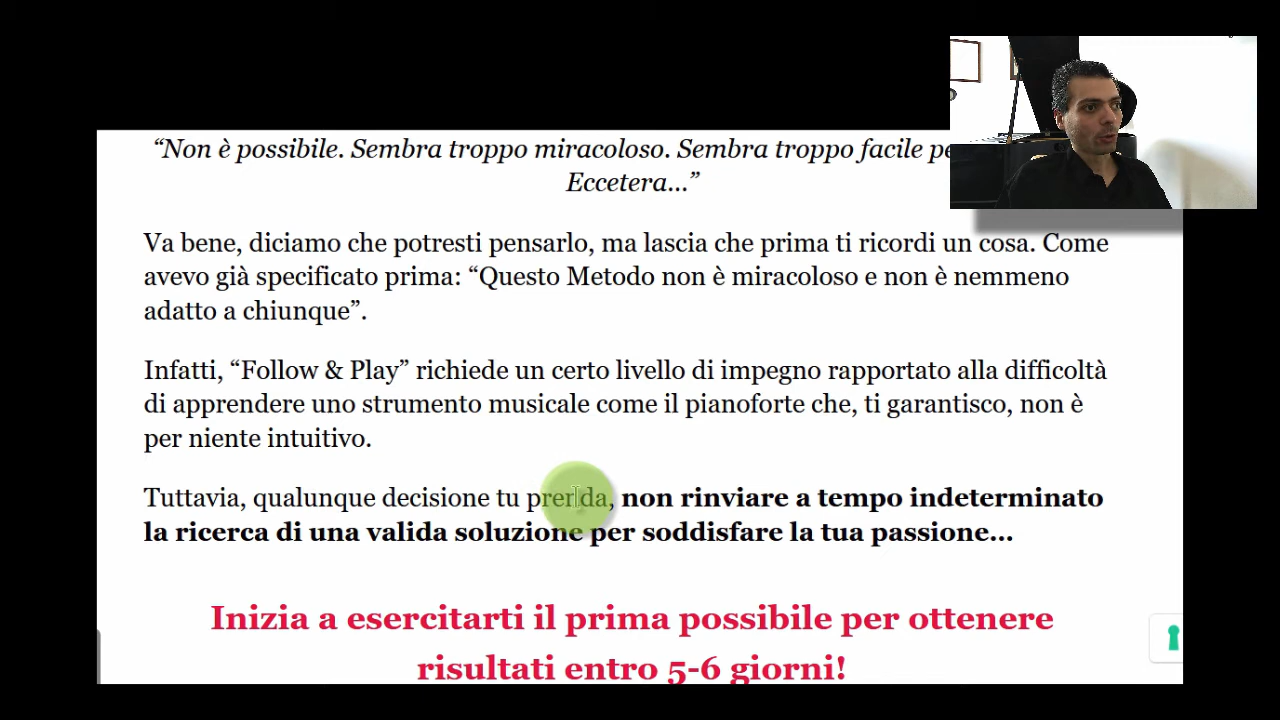 “Non è possibile. Sembra troppo miracoloso. Sembra troppo facile
Eccetera...”
Va bene, diciamo che potresti pensarlo, ma lascia che prima ti ricordi un cosa. Come
avevo già specificato prima: “Questo Metodo non è miracoloso e non è nemmeno
adatto a chiunque”.
Infatti, “Follow & Play” richiede un certo livello di impegno rapportato alla difficoltà
di apprendere uno strumento musicale come il pianoforte che, ti garantisco, non è
per niente intuitivo.
Tuttavia, qualunque decisione tu prenda, non rinviare a tempo indeterminato
la ricerca di una valida soluzione per soddisfare la tua passione...
Inizia a esercitarti il prima possibile per ottenere
risultati entro 5-6 giorni!